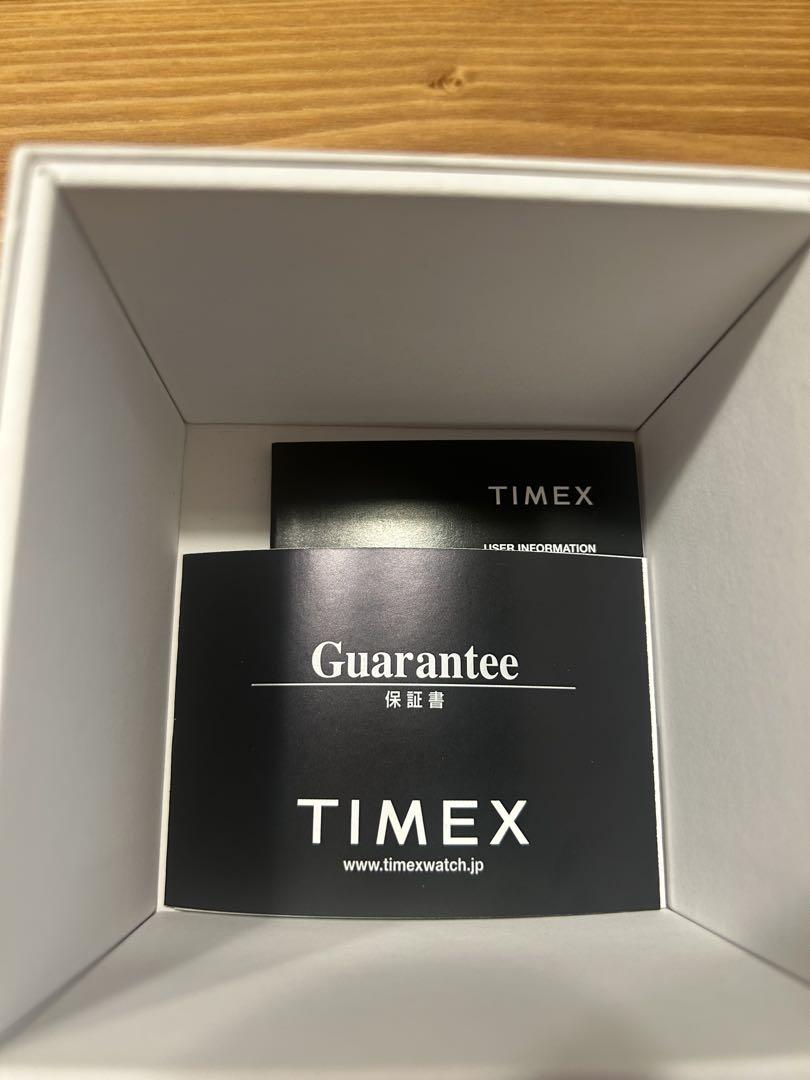 TIMEX
USER INFORMATION
Guarantee
保証書
TIMEX
www.timexwatch.jp